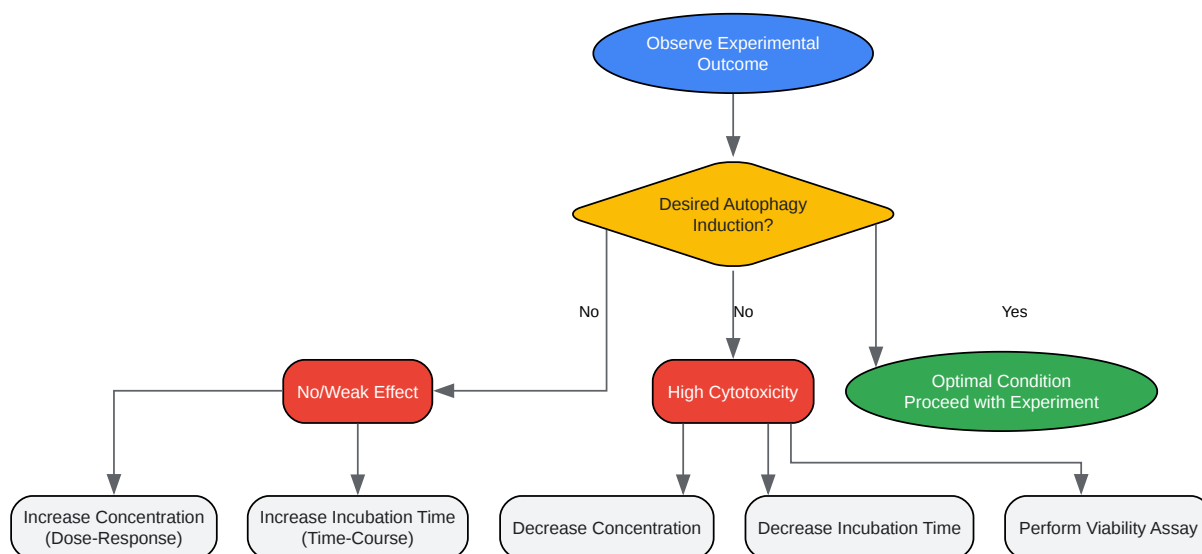 Observe Experimental
Outcome
Desired Autophagy
Induction?
No
No
Yes
No/Weak Effect
High Cytotoxicity
Optimal Condition
Proceed with Experiment
Increase Concentration
(Dose-Response)
Increase Incubation Time
(Time-Course)
Decrease Concentration
Decrease Incubation Time
Perform Viability Assay